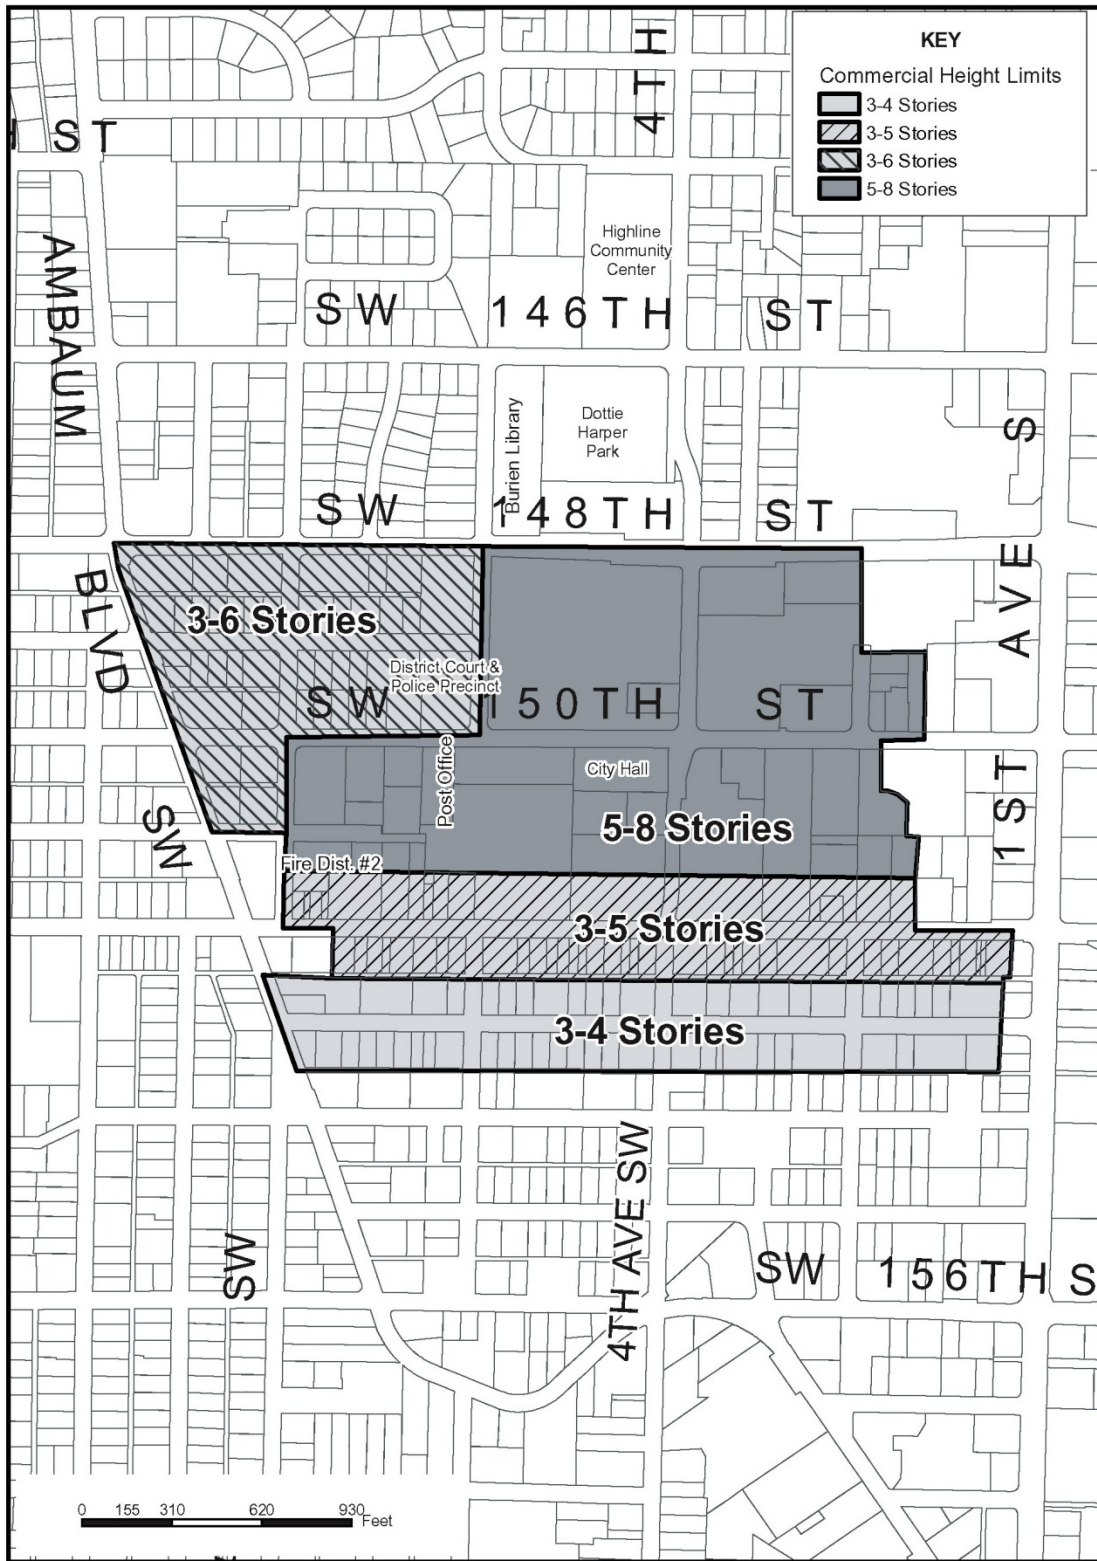 KEY
Commercial Height Limits
3-4 Stories
3-5 Stories
3-6 Stories
5-8 Stories
4TH
H ST
AMBAUM
Highline
Community
Center
SW 146TH ST
Burien Library
Dottie
Harper
Park
S
SW 148TH ST
AVE
BLVD
3-6 Stories
District Court &
Police Precinct
SW 150TH ST
Post Office
City Hall
1ST
SW
5-8 Stories
Fire Dist. #2
3-5 Stories
3-4 Stories
4TH AVE SW
SW
SW 156TH S
0 155 310 620 930
Feet